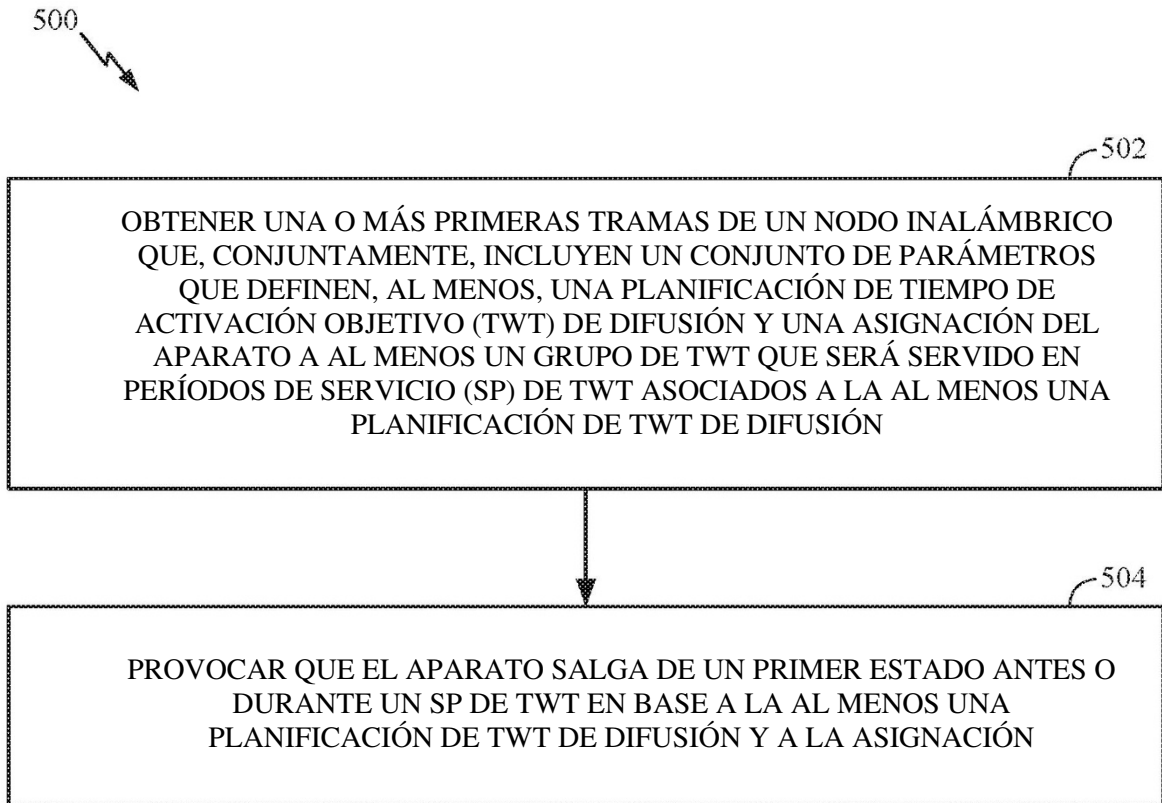 500
502
OBTENER UNA O MÁS PRIMERAS TRAMAS DE UN NODO INALÁMBRICO
QUE, CONJUNTAMENTE, INCLUYEN UN CONJUNTO DE PARÁMETROS
QUE DEFINEN, AL MENOS, UNA PLANIFICACIÓN DE TIEMPO DE
ACTIVACIÓN OBJETIVO (TWT) DE DIFUSIÓN Y UNA ASIGNACIÓN DEL
APARATO A AL MENOS UN GRUPO DE TWT QUE SERÁ SERVIDO EN
PERÍODOS DE SERVICIO (SP) DE TWT ASOCIADOS A LA AL MENOS UNA
PLANIFICACIÓN DE TWT DE DIFUSIÓN
504
PROVOCAR QUE EL APARATO SALGA DE UN PRIMER ESTADO ANTES O
DURANTE UN SP DE TWT EN BASE A LA AL MENOS UNA
PLANIFICACIÓN DE TWT DE DIFUSIÓN Y A LA ASIGNACIÓN